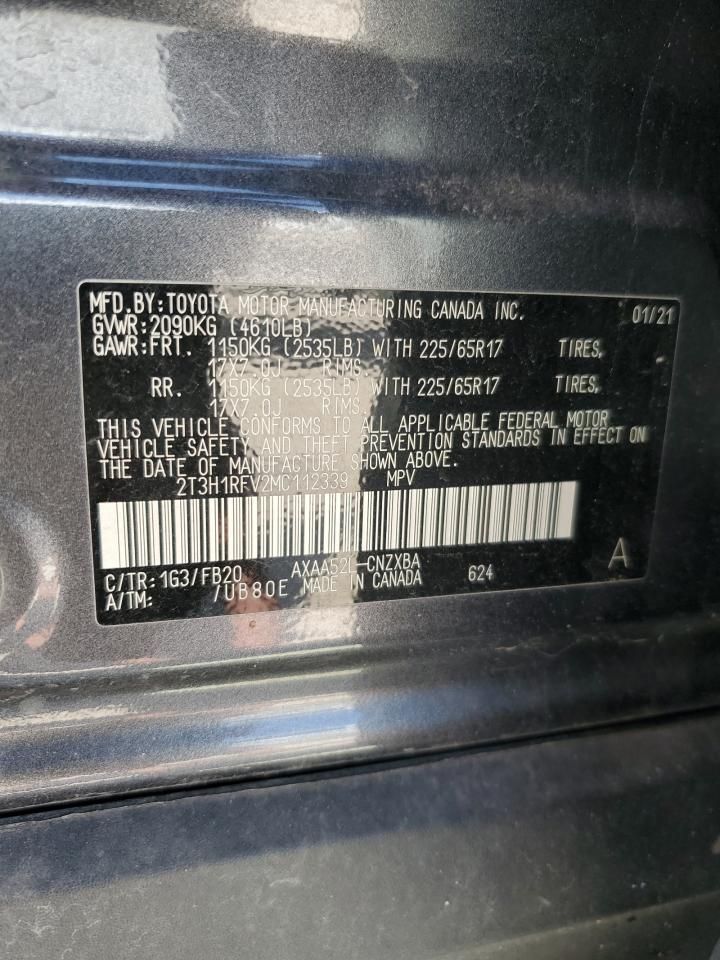 MFD.BY:TOYOTA MOTOR MANUFACTURING CANADA INC. 01/21
GVWR:2090KG (4610LB)
GAWR:FRT. 1150KG (2535LB) WITH 225/65R17 TIRES,
17X7.0J RIMS,
RR. 1150KG (2535LB) WITH 225/65R17 TIRES,
17X7.0J RIMS.
THIS VEHICLE CONFORMS TO ALL APPLICABLE FEDERAL MOTOR
VEHICLE SAFETY AND THEFT PREVENTION STANDARDS IN EFFECT ON
THE DATE OF MANUFACTURE SHOWN ABOVE.
2T3H1RFV2MC112339 MPV
C/TR:1G3/FB20 AXAA52L-CNZXBA 624 A
A/TM: /UB80E MADE IN CANADA